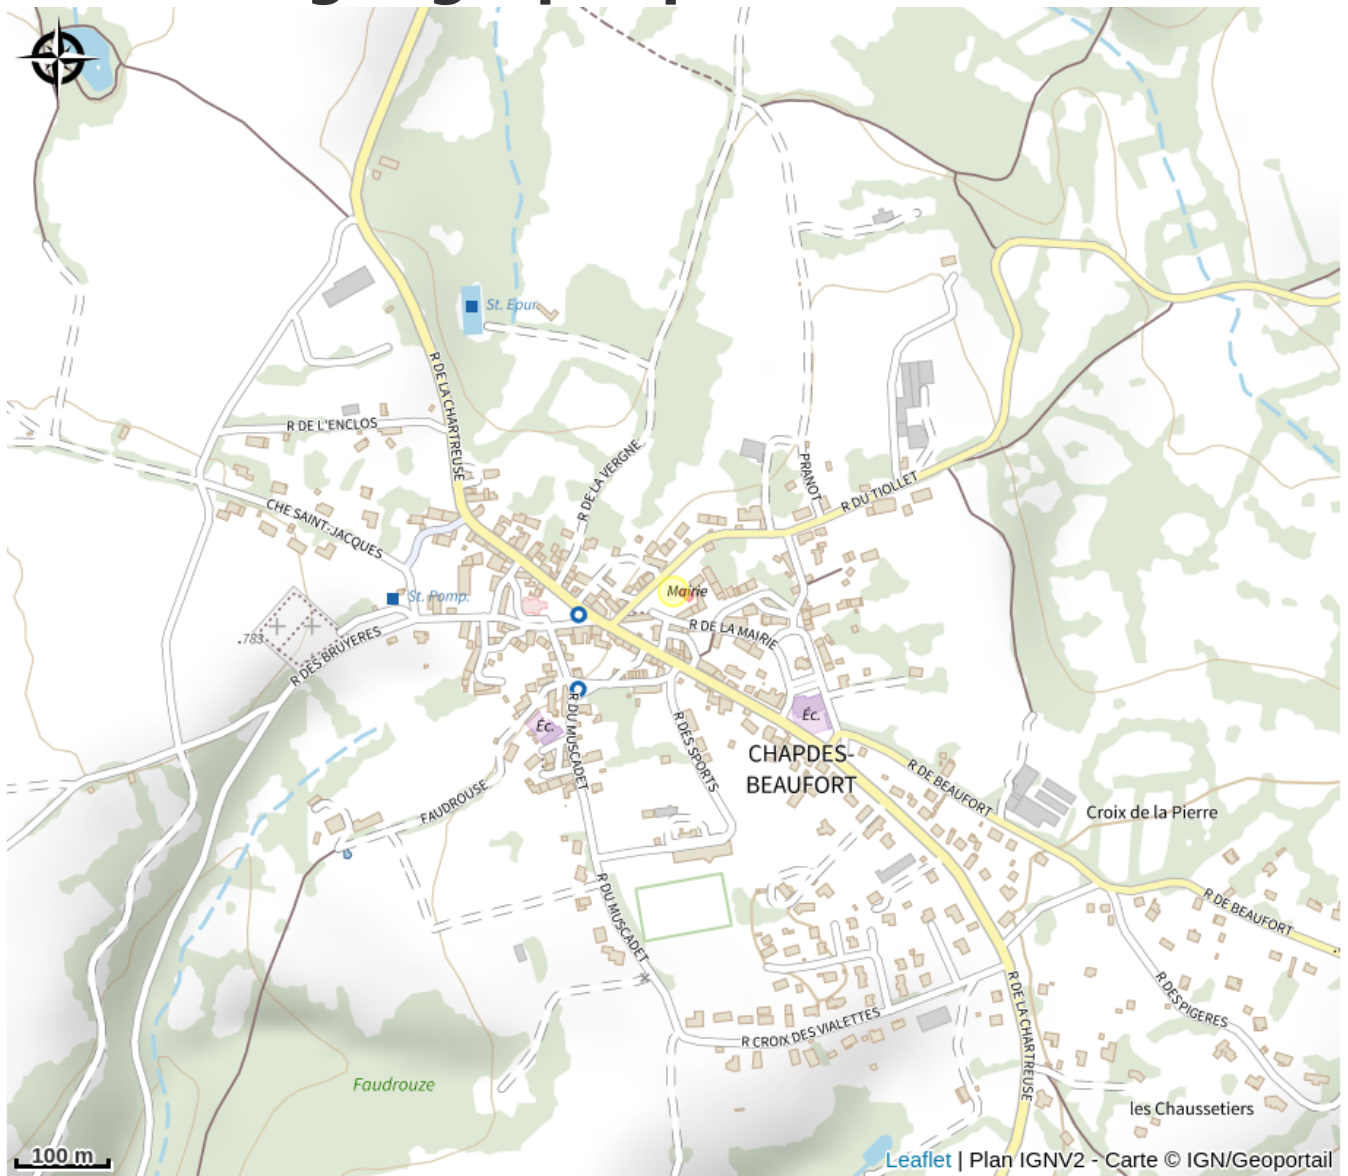 St. Epur.
R DE LA CHARTREUSE
R DE L'ENCLOS
R DE LA VERGNE
PRANOT
R DU TIOLLET
CHE SAINT-JACQUES
St. Pomp.
Mairie
.783
R DES BRUYERES
R DE LA MAIRIE
Éc.
Éc.
R DU MUSCADET
R DES SPORTS
CHAPDES-
BEAUFORT
R DE BEAUFORT
FAUDROUSE
Croix de la Pierre
R DU MUSCADET
R DE BEAUFORT
R DES PIGERES
R DE LA CHARTREUSE
R CROIX DES VIALETTES
Faudrouze
les Chaussetiers
100 m
Leaflet | Plan IGNV2 - Carte © IGN/Geoportail